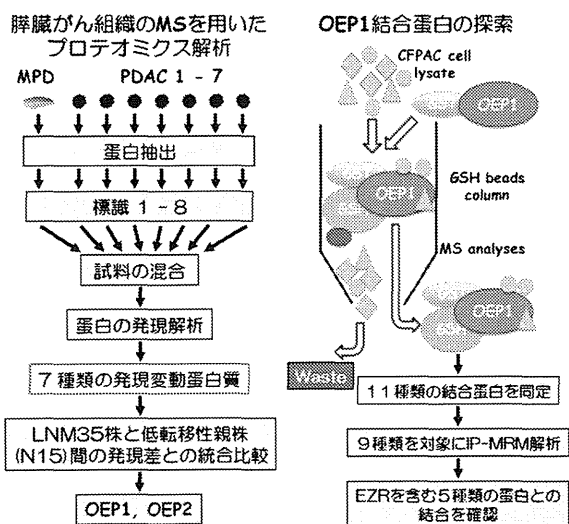 膵臓がん組織のMSを用いた
プロテオミクス解析
MPD PDAC 1 - 7
蛋白抽出
標識 1 - 8
試料の混合
蛋白の発現解析
7種類の発現変動蛋白質
LNM35株と低転移性親株
(N15)間の発現差との統合比較
OEP1, OEP2
OEP1結合蛋白の探索
CFPAC cell
lysate
OEP1
GSH beads
column
OEP1
MS analyses
OEP1
GSH
Waste
11種類の結合蛋白を同定
9種類を対象にIP-MRM解析
EZRを含む5種類の蛋白との
結合を確認